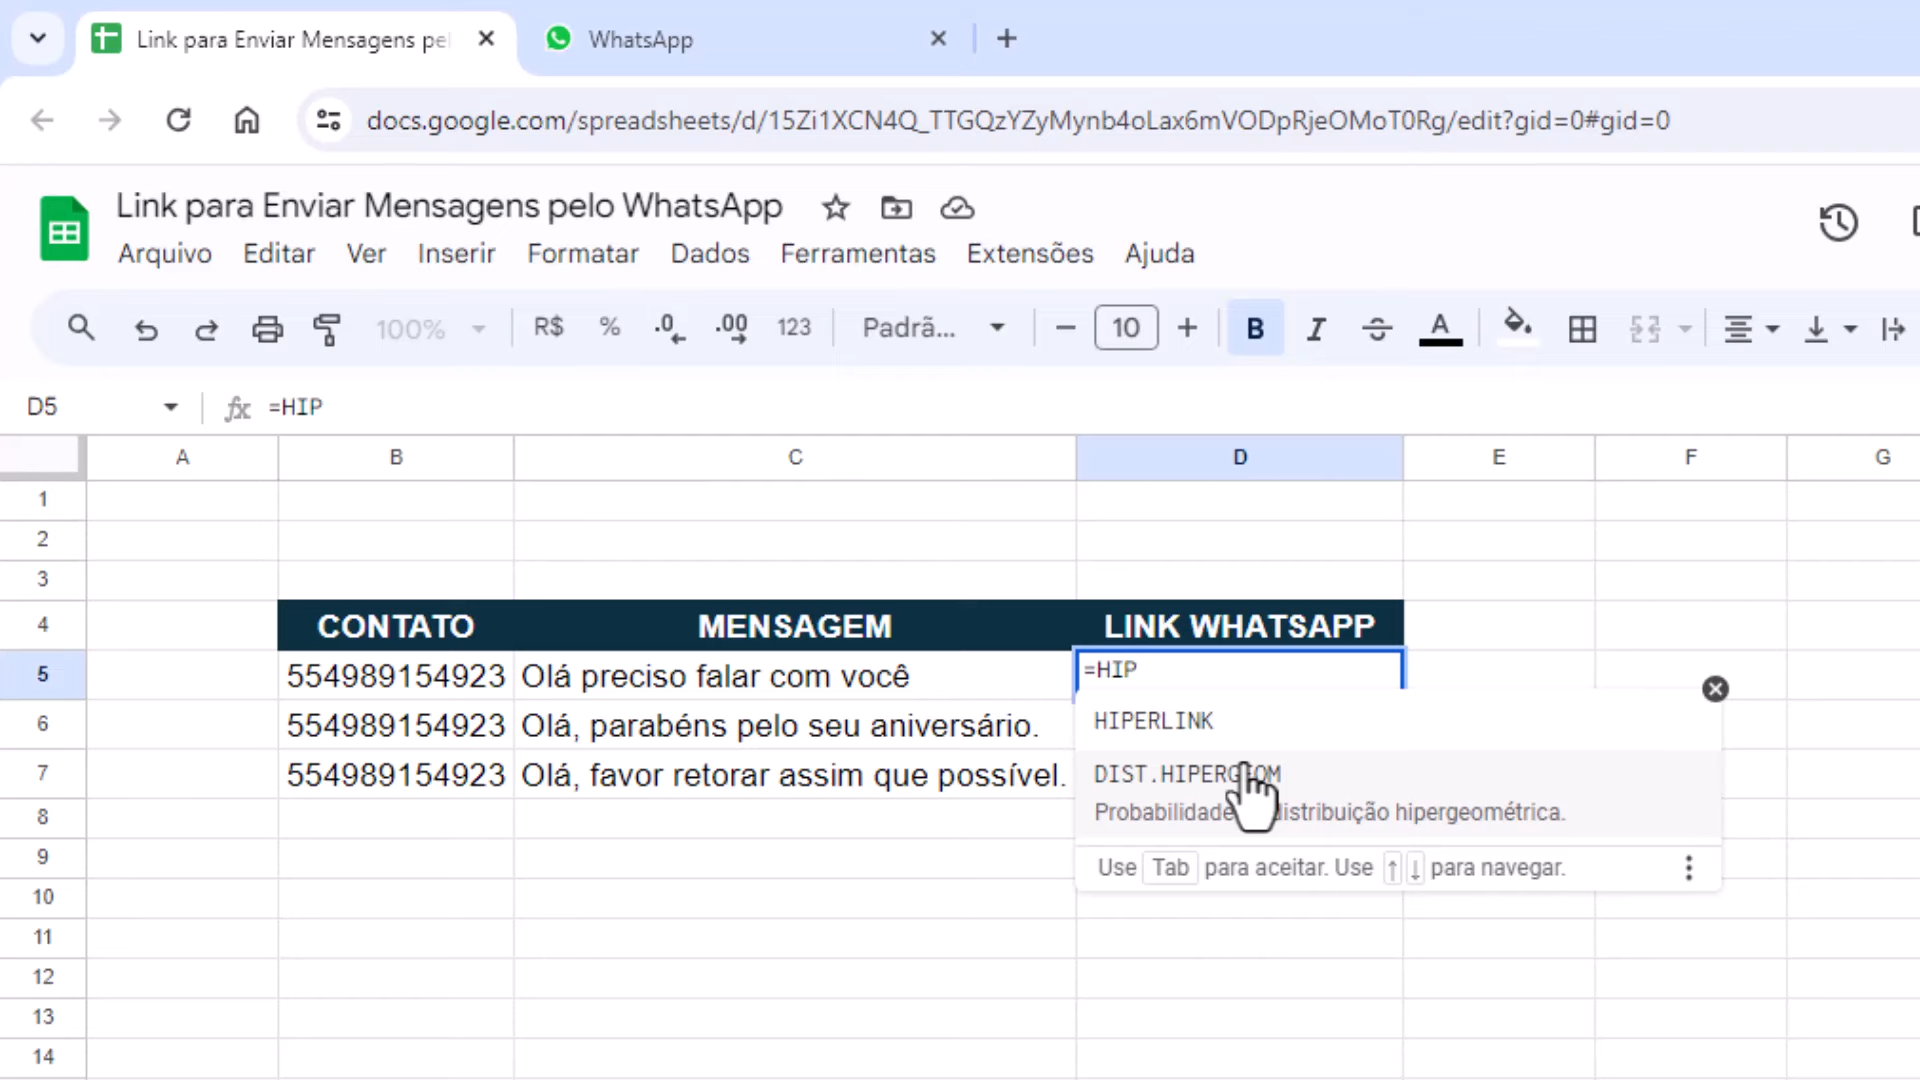 Link para Enviar Mensagens pel
WhatsApp
docs.google.com/spreadsheets/d/15Zi1XCN4Q_TTGQzYZyMynb4oLax6mVODpRjeOMoT0Rg/edit?gid=0#gid=0
Link para Enviar Mensagens pelo WhatsApp
Arquivo Editar Ver Inserir Formatar Dados Ferramentas Extensões Ajuda
100% R$ % .0 .00 123 Padrã... 10 B I A
D5 fx =HIP
A B C D E F G
1
2
3
4 CONTATO MENSAGEM LINK WHATSAPP
5 554989154923 Olá preciso falar com você =HIP
6 554989154923 Olá, parabéns pelo seu aniversário.
7 554989154923 Olá, favor retorar assim que possível.
HIPERLINK
DIST.HIPERGEOM
Probabilidade distribuição hipergeométrica.
Use Tab para aceitar. Use ↑ ↓ para navegar.
8
9
10
11
12
13
14